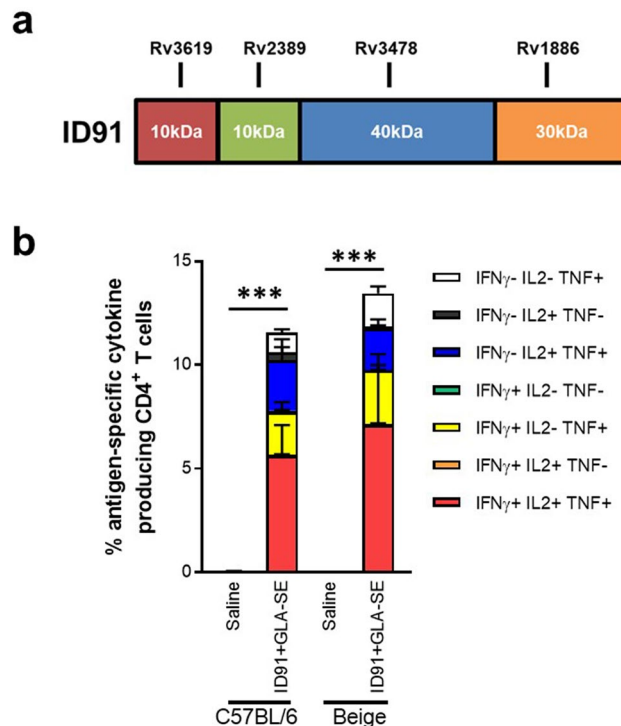 a
Rv3619 Rv2389 Rv3478 Rv1886
ID91 10kDa 10kDa 40kDa 30kDa
b
% antigen-specific cytokine
producing CD4⁺ T cells
15
10
5
0
***
***
Saline
ID91+GLA-SE
Saline
ID91+GLA-SE
C57BL/6
Beige
IFNγ- IL2- TNF+
IFNγ- IL2+ TNF-
IFNγ- IL2+ TNF+
IFNγ+ IL2- TNF-
IFNγ+ IL2- TNF+
IFNγ+ IL2+ TNF-
IFNγ+ IL2+ TNF+